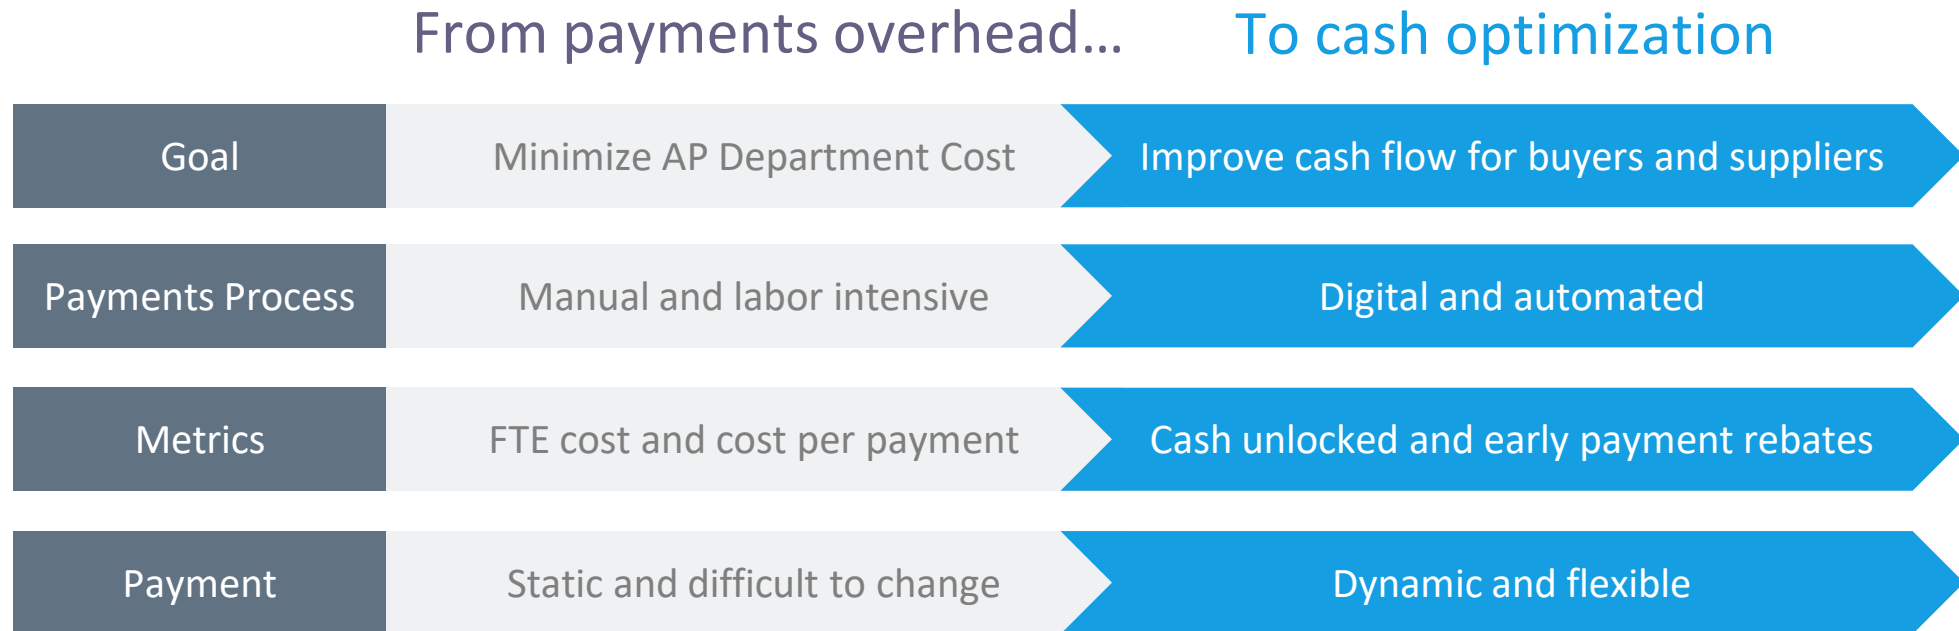 From payments overhead... To cash optimization
Goal Minimize AP Department Cost Improve cash flow for buyers and suppliers
Payments Process Manual and labor intensive Digital and automated
Metrics FTE cost and cost per payment Cash unlocked and early payment rebates
Payment Static and difficult to change Dynamic and flexible